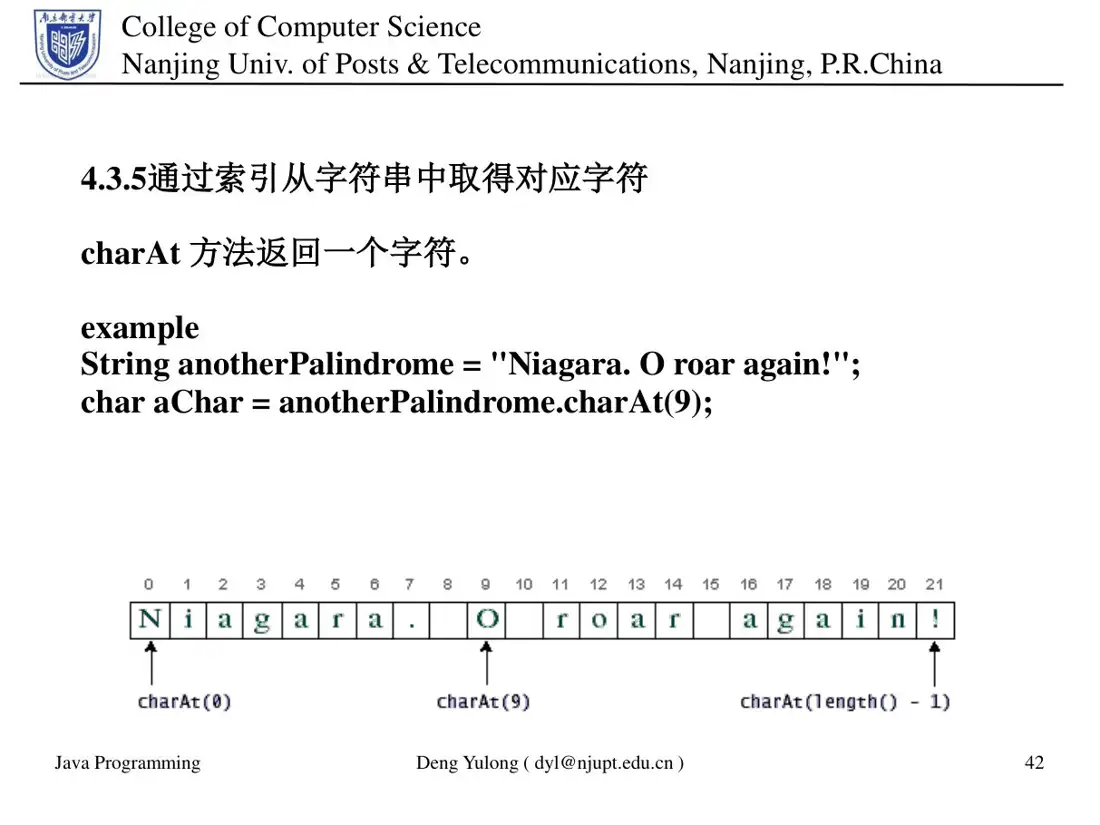 College of Computer Science
Nanjing Univ. of Posts & Telecommunications, Nanjing, P.R.China
4.3.5通过索引从字符串中取得对应字符
charAt 方法返回一个字符。
example
String anotherPalindrome = "Niagara. O roar again!";
char aChar = anotherPalindrome.charAt(9);
0 1 2 3 4 5 6 7 8 9 10 11 12 13 14 15 16 17 18 19 20 21
N i a g a r a . O r o a r a g a i n !
charAt(0) charAt(9) charAt(length() - 1)
Java Programming Deng Yulong ( dyl@njupt.edu.cn ) 42